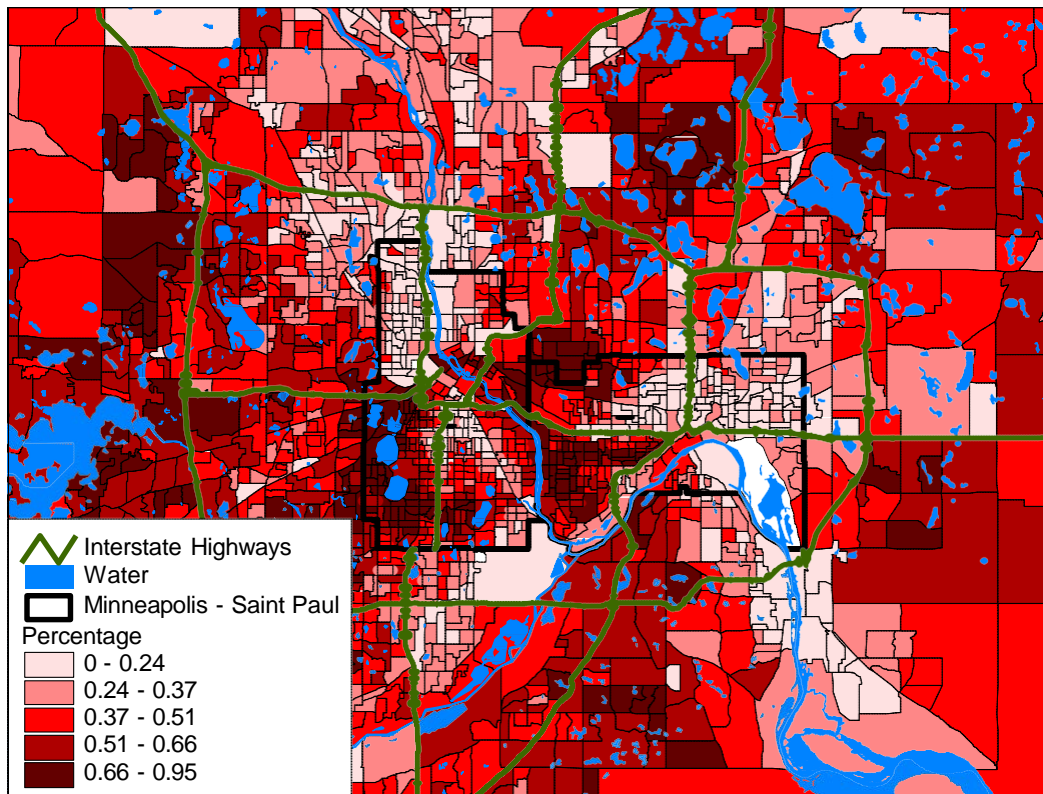 Interstate Highways
Water
Minneapolis - Saint Paul
Percentage
0 - 0.24
0.24 - 0.37
0.37 - 0.51
0.51 - 0.66
0.66 - 0.95